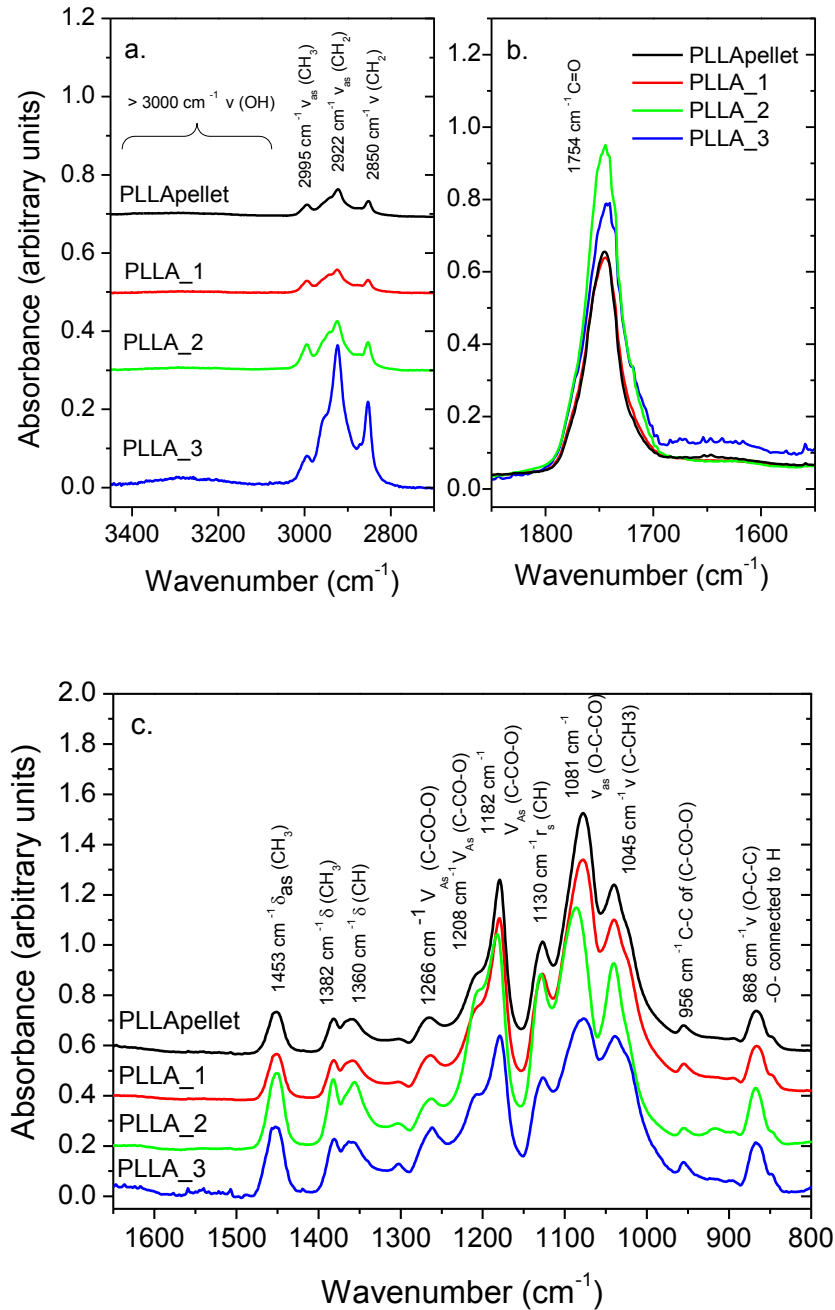 a.
> 3000 cm⁻¹ ν (OH)
2995 cm⁻¹ ν_as (CH₃)
2922 cm⁻¹ ν_as (CH₂)
2850 cm⁻¹ ν (CH₂)
PLLApellet
PLLA_1
PLLA_2
PLLA_3
1.2
1.0
0.8
0.6
0.4
0.2
0.0
Absorbance (arbitrary units)
3400 3200 3000 2800
Wavenumber (cm⁻¹)
b.
1754 cm⁻¹ C=O
PLLApellet
PLLA_1
PLLA_2
PLLA_3
1.2
1.0
0.8
0.6
0.4
0.2
0.0
1800 1700 1600
Wavenumber (cm⁻¹)
c.
1453 cm⁻¹ δ_as (CH₃)
1382 cm⁻¹ δ (CH₃)
1360 cm⁻¹ δ (CH)
1266 cm⁻¹ ν_As (C-CO-O)
1208 cm⁻¹ ν_As (C-CO-O)
1182 cm⁻¹
ν_As (C-CO-O)
1130 cm⁻¹ r_s (CH)
1081 cm⁻¹
ν_as (O-C-CO)
1045 cm⁻¹ ν (C-CH3)
956 cm⁻¹ C-C of (C-CO-O)
868 cm⁻¹ ν (O-C-C)
-O- connected to H
PLLApellet
PLLA_1
PLLA_2
PLLA_3
2.0
1.8
1.6
1.4
1.2
1.0
0.8
0.6
0.4
0.2
0.0
Absorbance (arbitrary units)
1600 1500 1400 1300 1200 1100 1000 900 800
Wavenumber (cm⁻¹)